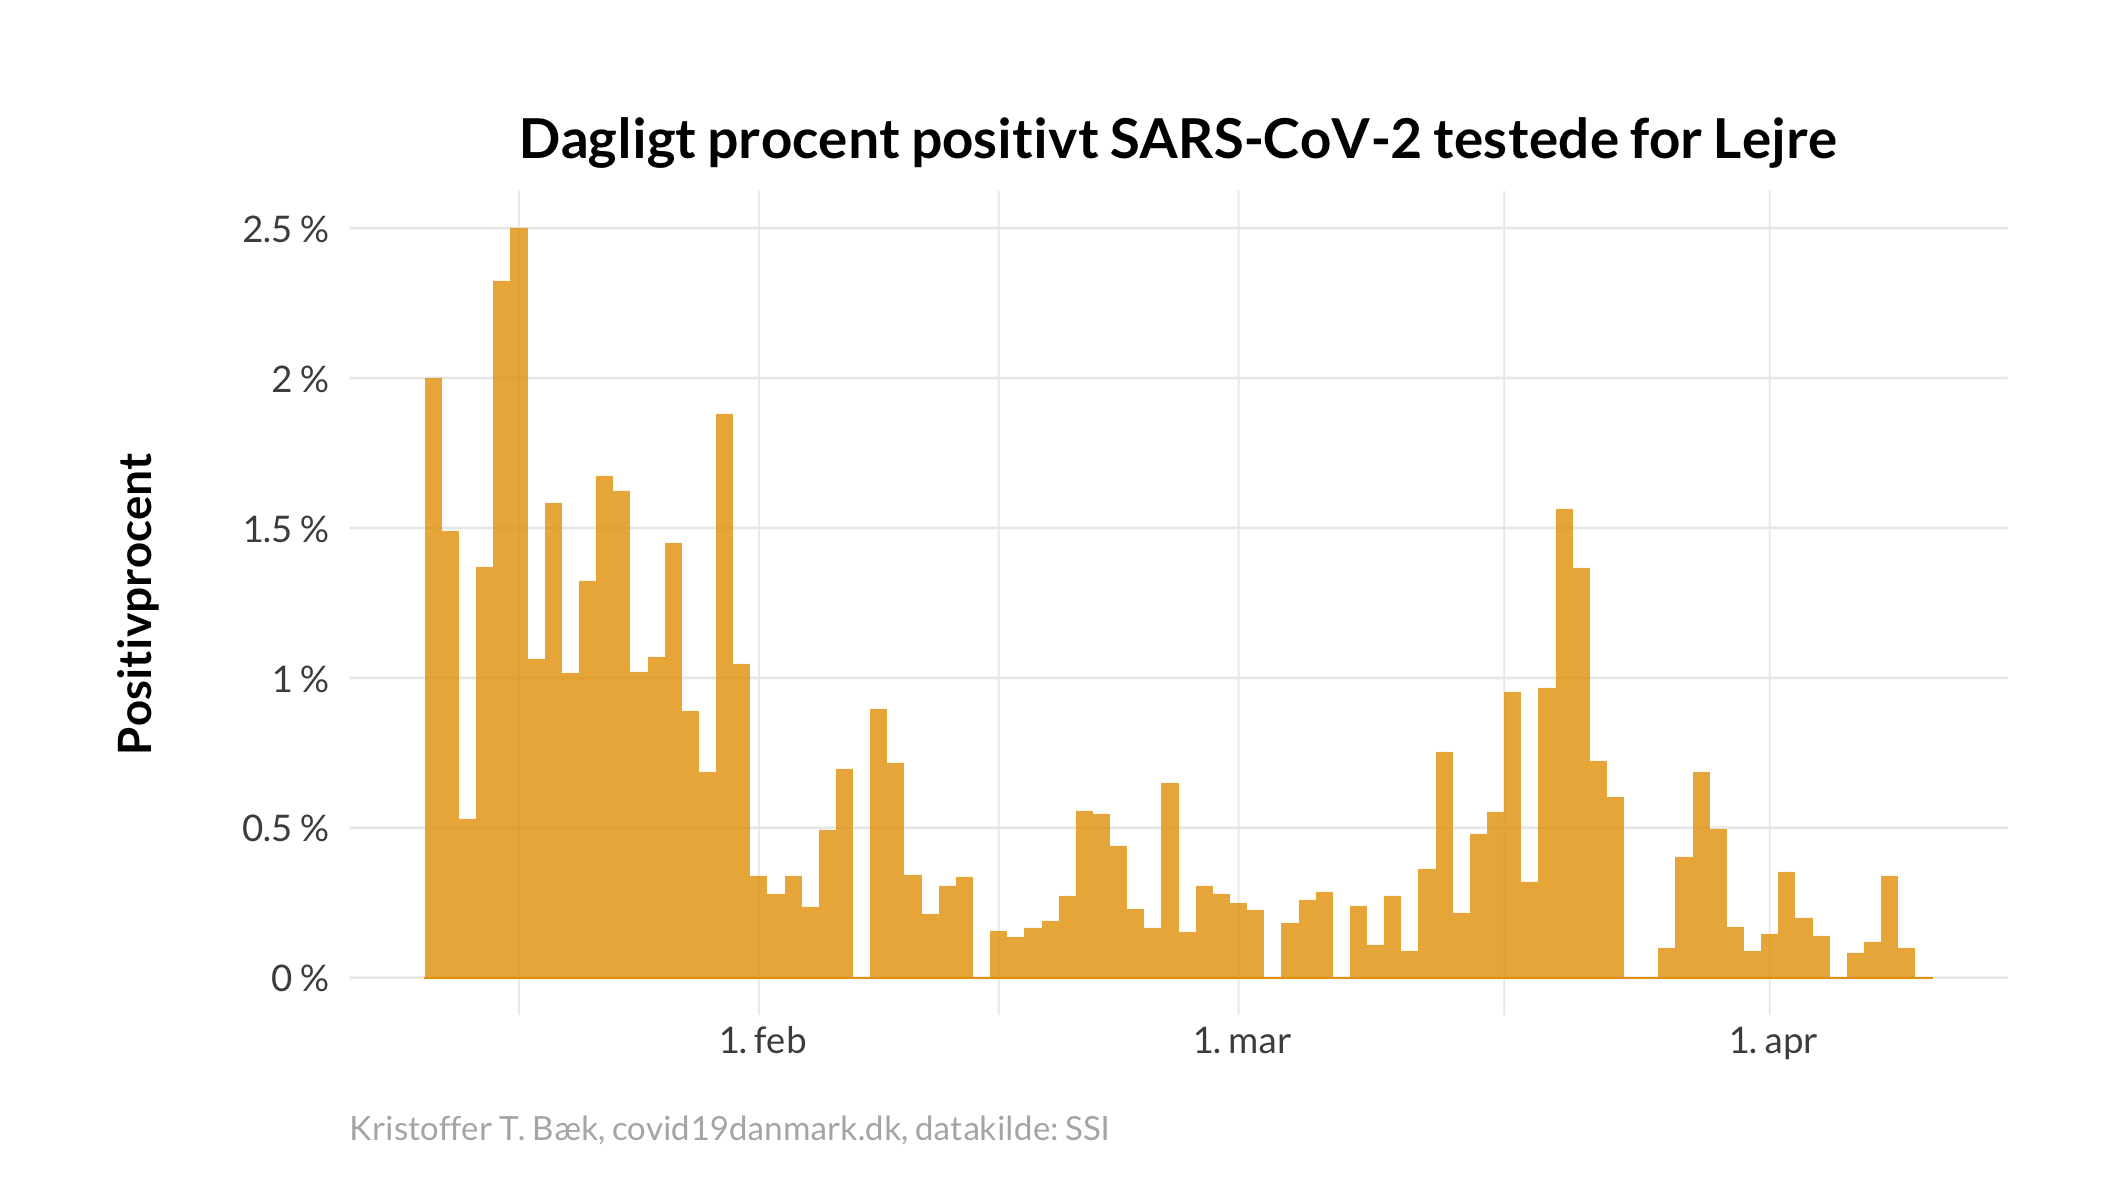 Dagligt procent positivt SARS-CoV-2 testede for Lejre
Positivprocent
2.5 %
2 %
1.5 %
1 %
0.5 %
0 %
1. feb
1. mar
1. apr
Kristoffer T. Bæk, covid19danmark.dk, datakilde: SSI